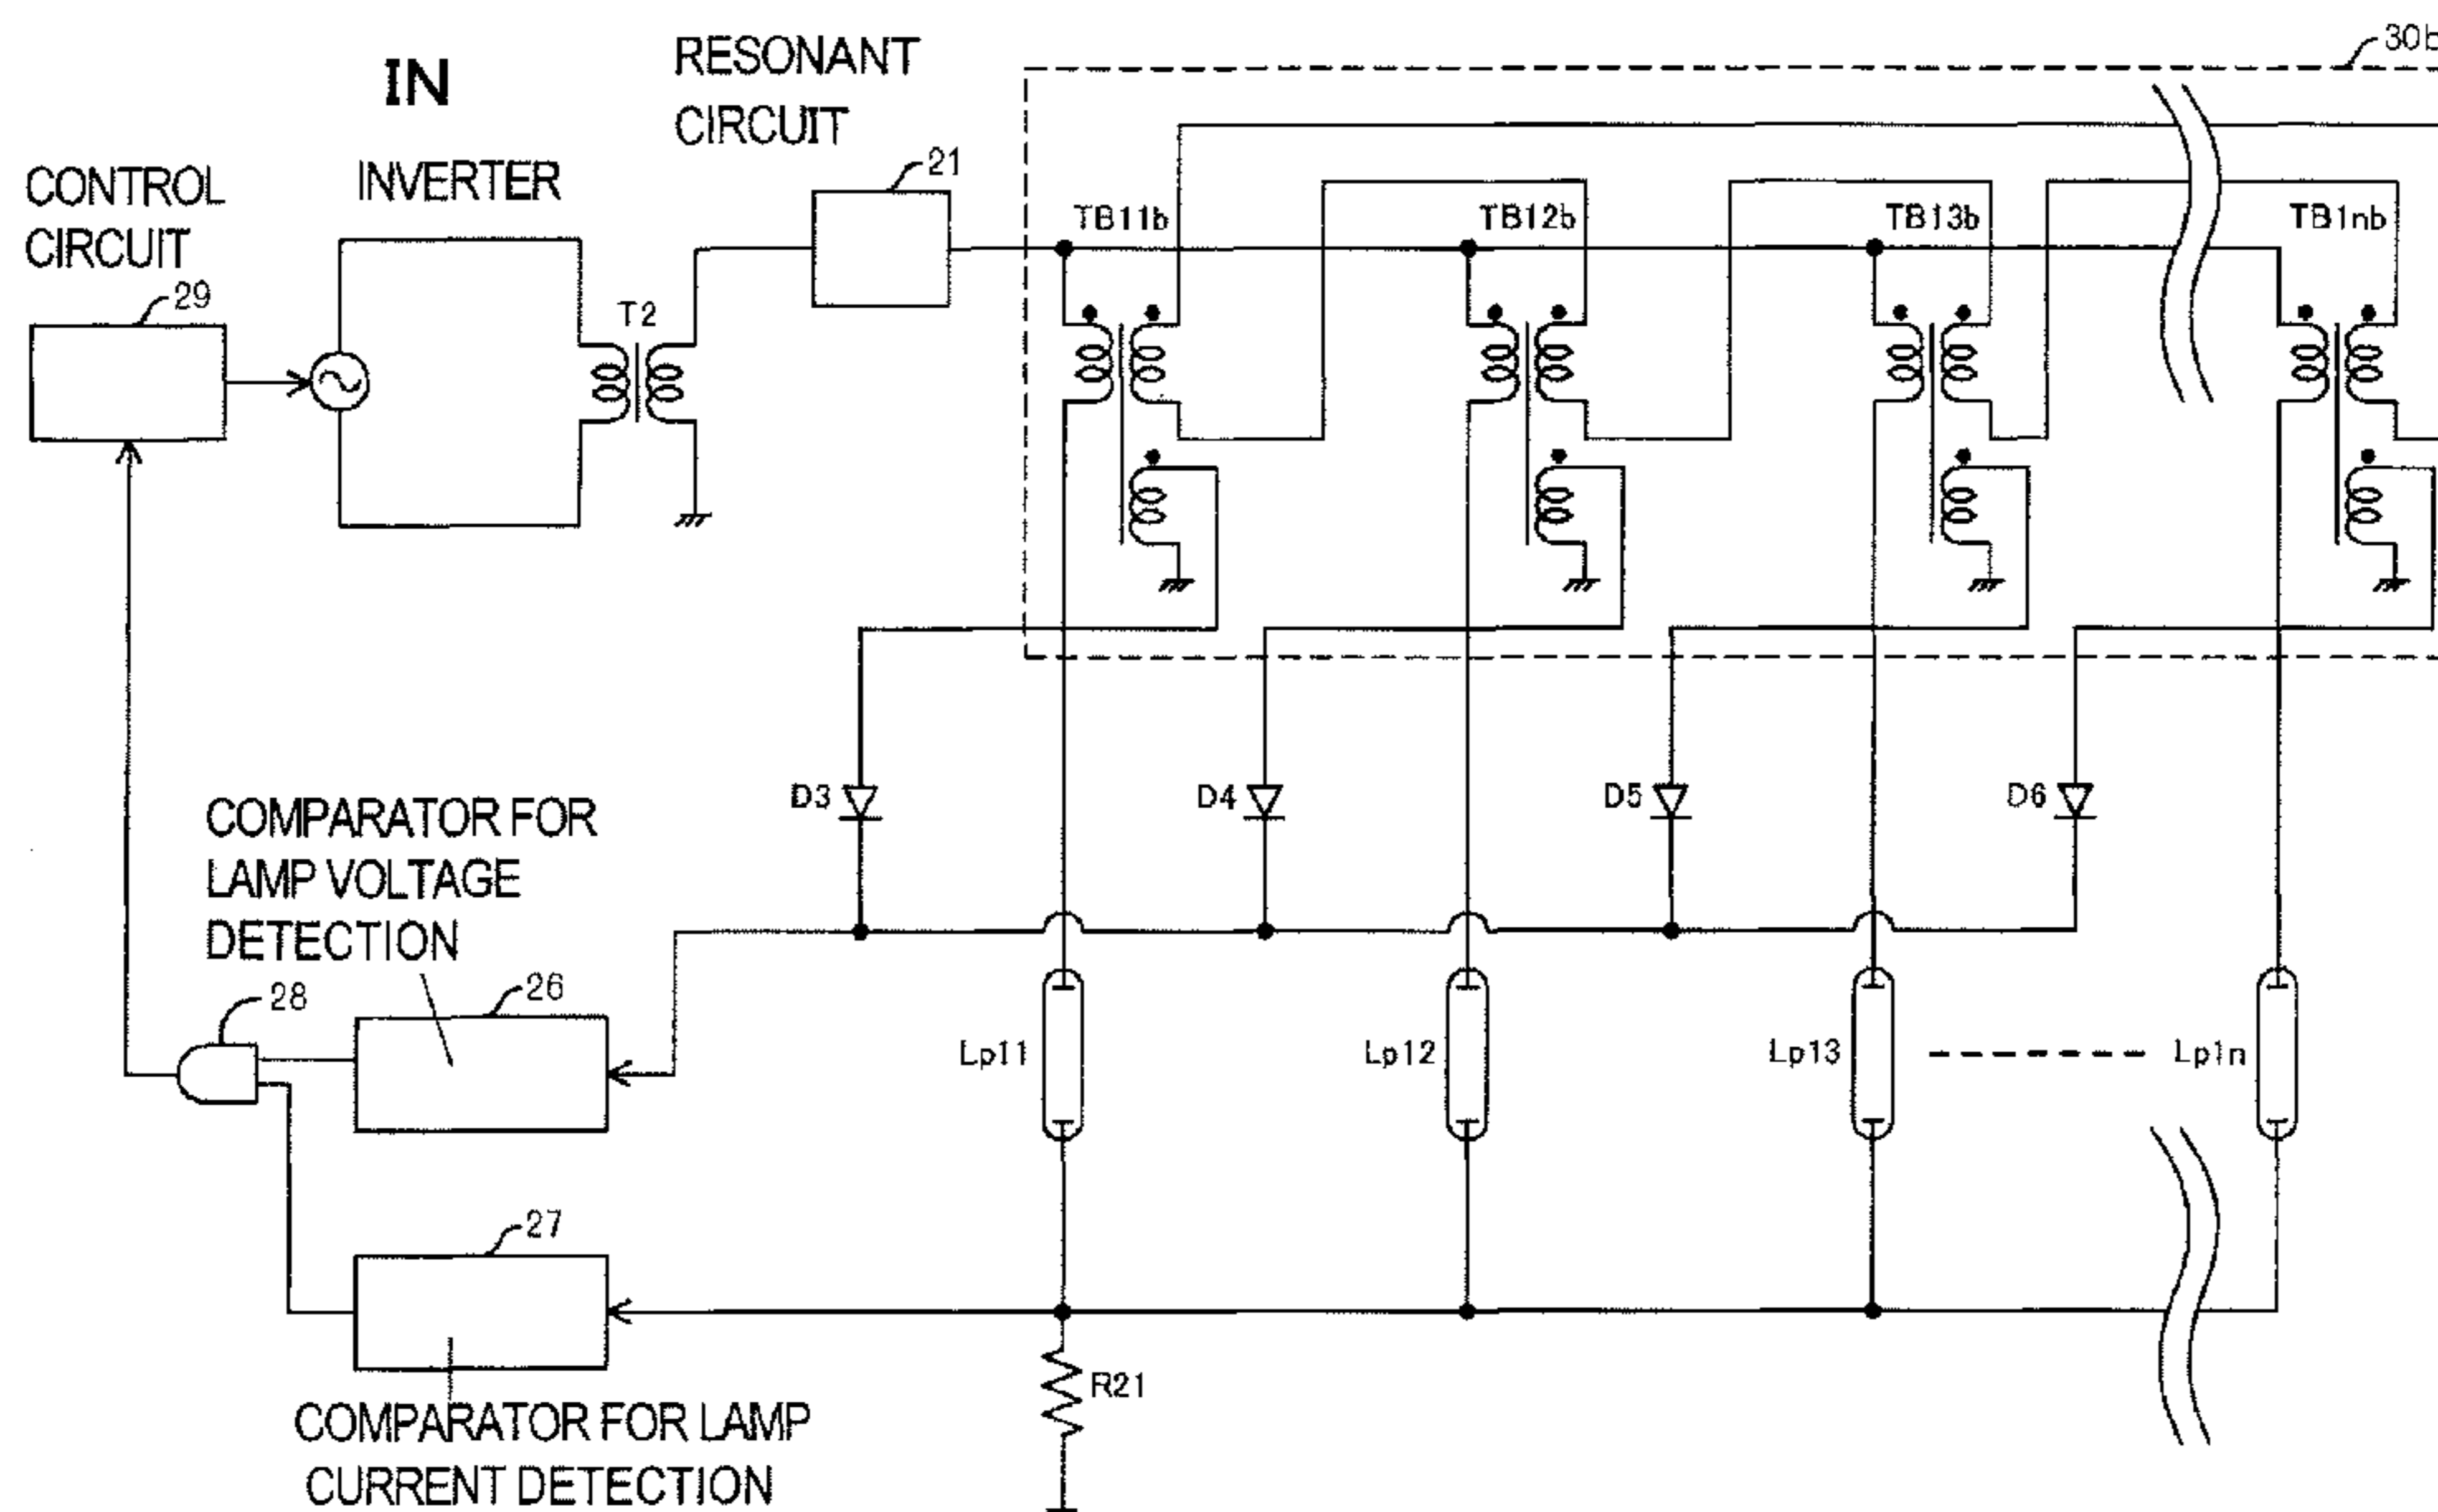 IN
RESONANT
CIRCUIT
30b
CONTROL
CIRCUIT
INVERTER
21
TB11b
TB12b
TB13b
TB1nb
29
T2
D3
D4
D5
D6
COMPARATOR FOR
LAMP VOLTAGE
DETECTION
28
26
Lp11
Lp12
Lp13
Lp1n
27
R21
COMPARATOR FOR LAMP
CURRENT DETECTION